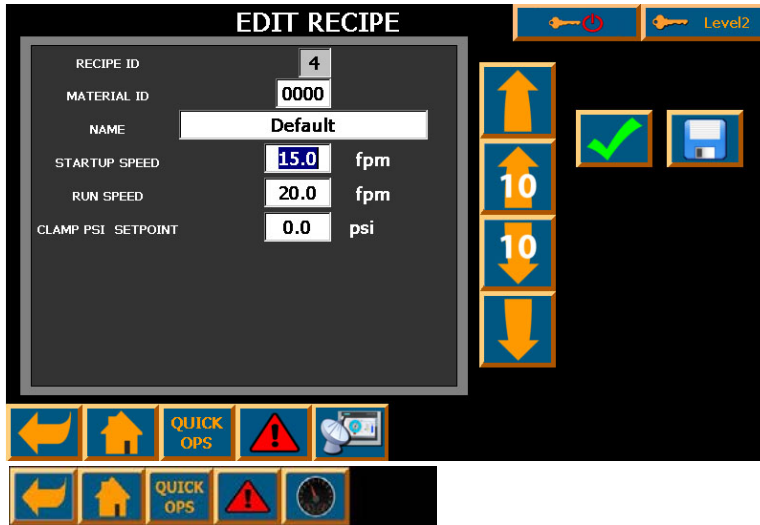 EDIT RECIPE
Level2
RECIPE ID 4
MATERIAL ID 0000
NAME Default
STARTUP SPEED 15.0 fpm
RUN SPEED 20.0 fpm
CLAMP PSI SETPOINT 0.0 psi
10
10
QUICK
OPS
QUICK
OPS